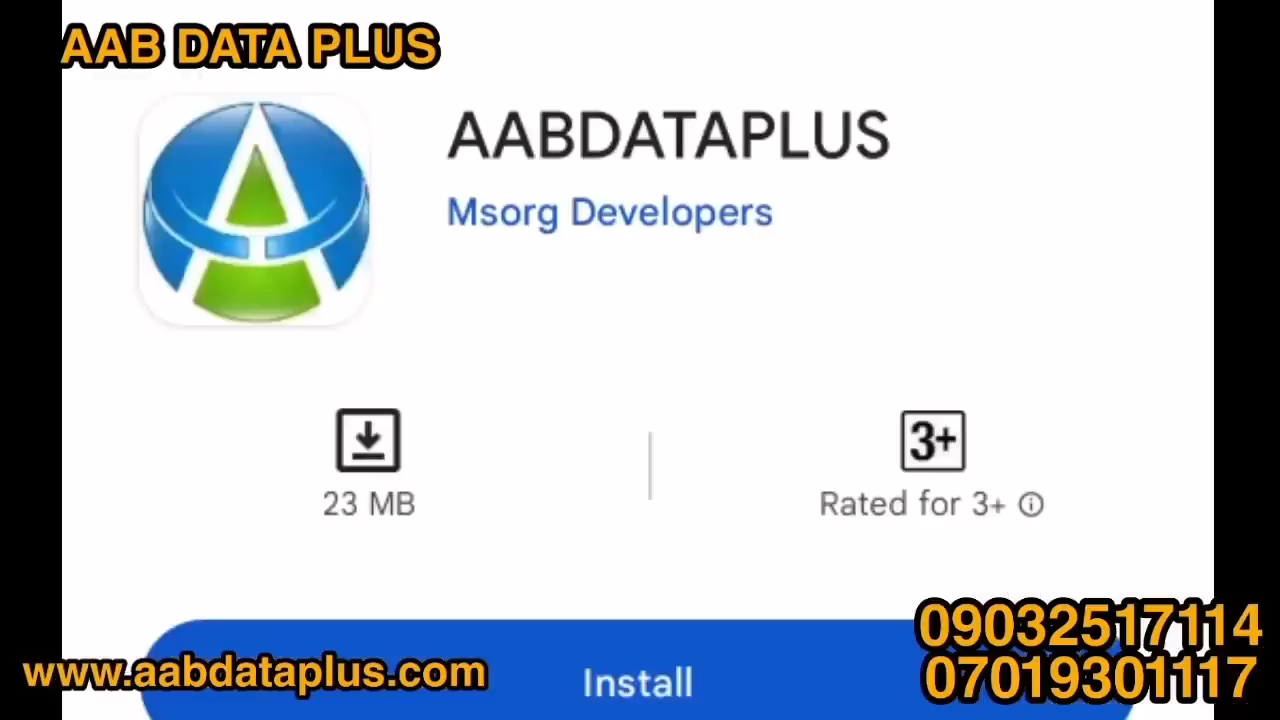 AAB DATA PLUS
AABDATAPLUS
Msorg Developers
3+
23 MB
Rated for 3+
Install
09032517114
07019301117
www.aabdataplus.com